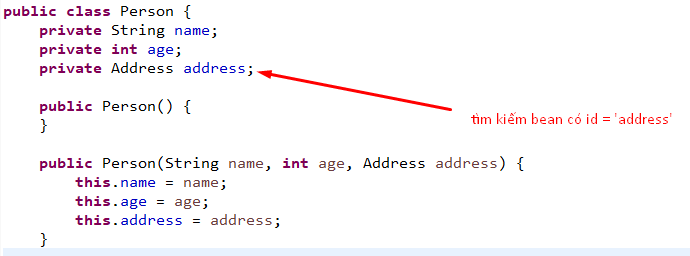 public class Person {
private String name;
private int age;
private Address address;
tìm kiếm bean có id = 'address'
public Person() {
}
public Person(String name, int age, Address address) {
this.name = name;
this.age = age;
this.address = address;
}